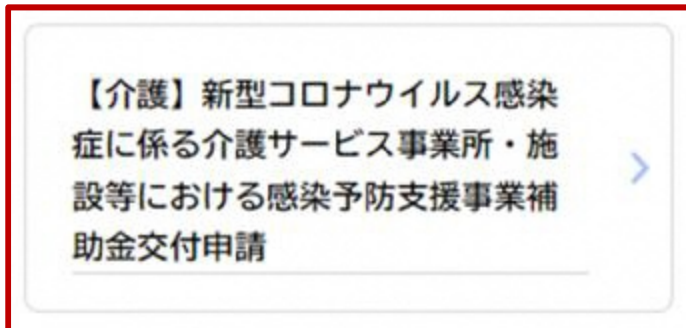 【介護】新型コロナウイルス感染
症に係る介護サービス事業所・施
設等における感染予防支援事業補
助金交付申請